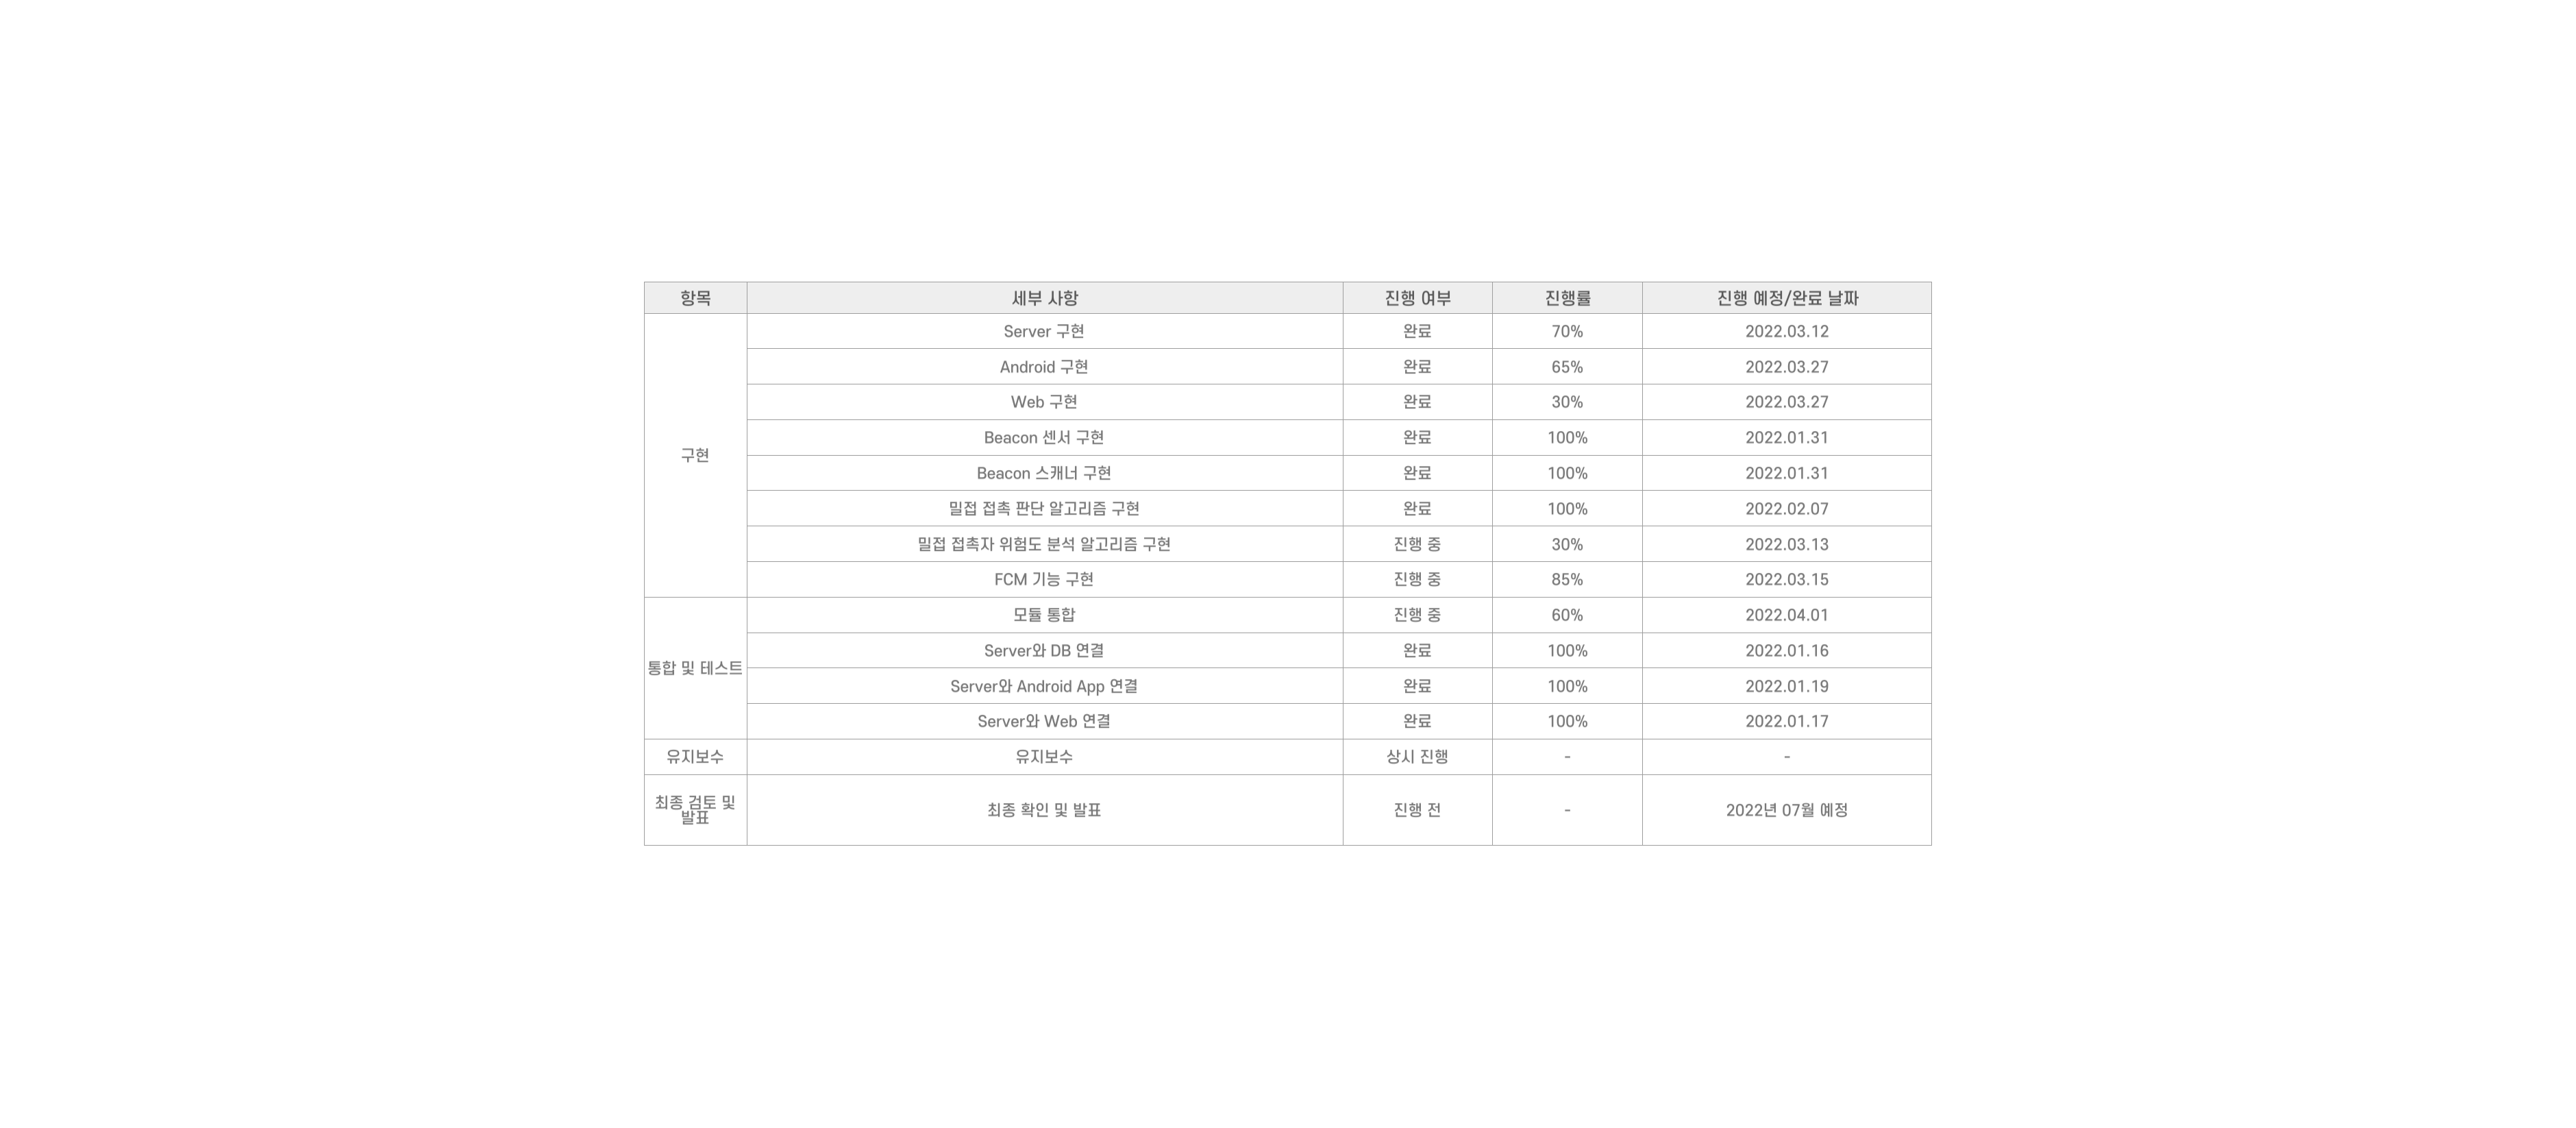 항목 세부 사항 진행 여부 진행률 진행 예정/완료 날짜
구현
Server 구현 완료 70% 2022.03.12
Android 구현 완료 65% 2022.03.27
Web 구현 완료 30% 2022.03.27
Beacon 센서 구현 완료 100% 2022.01.31
Beacon 스캐너 구현 완료 100% 2022.01.31
밀접 접촉 판단 알고리즘 구현 완료 100% 2022.02.07
밀접 접촉자 위험도 분석 알고리즘 구현 진행 중 30% 2022.03.13
FCM 기능 구현 진행 중 85% 2022.03.15
통합 및 테스트
모듈 통합 진행 중 60% 2022.04.01
Server와 DB 연결 완료 100% 2022.01.16
Server와 Android App 연결 완료 100% 2022.01.19
Server와 Web 연결 완료 100% 2022.01.17
유지보수 유지보수 상시 진행 - -
최종 검토 및
발표
최종 확인 및 발표 진행 전 - 2022년 07월 예정